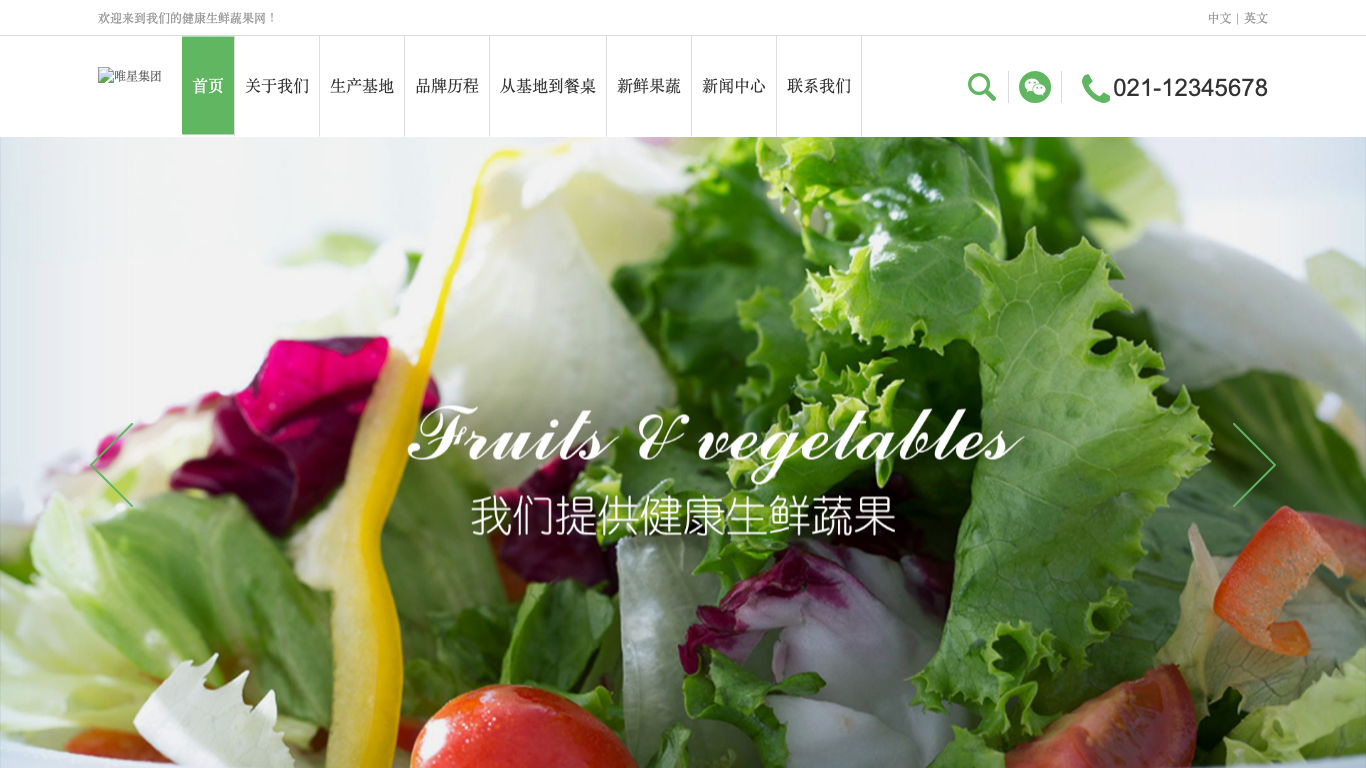 欢迎来到我们的健康生鲜蔬果网！
中文 | 英文
唯星集团
首页
关于我们
生产基地
品牌历程
从基地到餐桌
新鲜果蔬
新闻中心
联系我们
021-12345678
Fruits & vegetables
我们提供健康生鲜蔬果